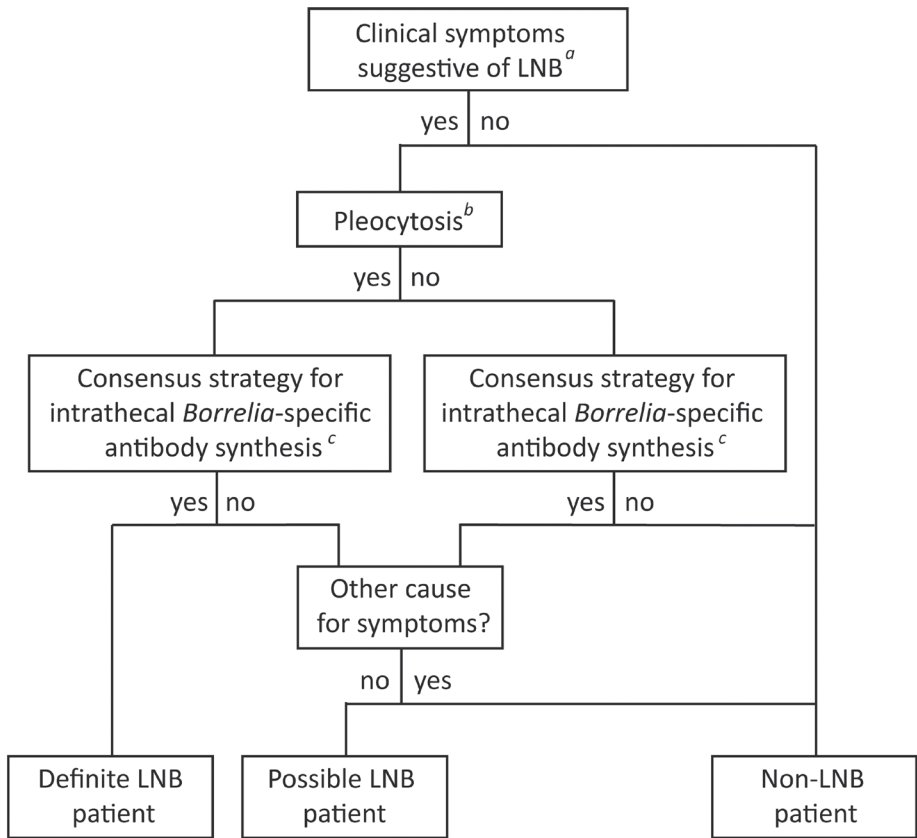 Clinical symptoms
suggestive of LNB a
yes no
Pleocytosis b
yes no
Consensus strategy for
intrathecal Borrelia-specific
antibody synthesis c
Consensus strategy for
intrathecal Borrelia-specific
antibody synthesis c
yes no
yes no
Other cause
for symptoms?
no yes
Definite LNB
patient
Possible LNB
patient
Non-LNB
patient